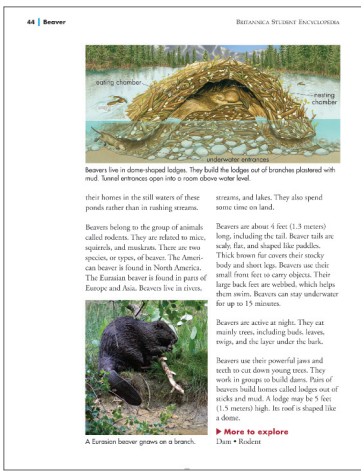 44 | Beaver
BRITANNICA STUDENT ENCYCLOPEDIA
eating chamber
nesting
chamber
underwater entrances
Beavers live in dome-shaped lodges. They build the lodges out of branches plastered with
mud. Tunnel entrances open into a room above water level.
their homes in the still waters of these
ponds rather than in rushing streams.
Beavers belong to the group of animals
called rodents. They are related to mice,
squirrels, and muskrats. There are two
species, or types, of beaver. The Ameri-
can beaver is found in North America.
The Eurasian beaver is found in parts of
Europe and Asia. Beavers live in rivers,
A Eurasian beaver gnaws on a branch.
streams, and lakes. They also spend
some time on land.
Beavers are about 4 feet (1.3 meters)
long, including the tail. Beaver tails are
scaly, flat, and shaped like paddles.
Thick brown fur covers their stocky
body and short legs. Beavers use their
small front feet to carry objects. Their
large back feet are webbed, which helps
them swim. Beavers can stay underwater
for up to 15 minutes.
Beavers are active at night. They eat
mainly trees, including buds, leaves,
twigs, and the layer under the bark.
Beavers use their powerful jaws and
teeth to cut down young trees. They
work in groups to build dams. Pairs of
beavers build homes called lodges out of
sticks and mud. A lodge may be 5 feet
(1.5 meters) high. Its roof is shaped like
a dome.
▶ More to explore
Dam • Rodent